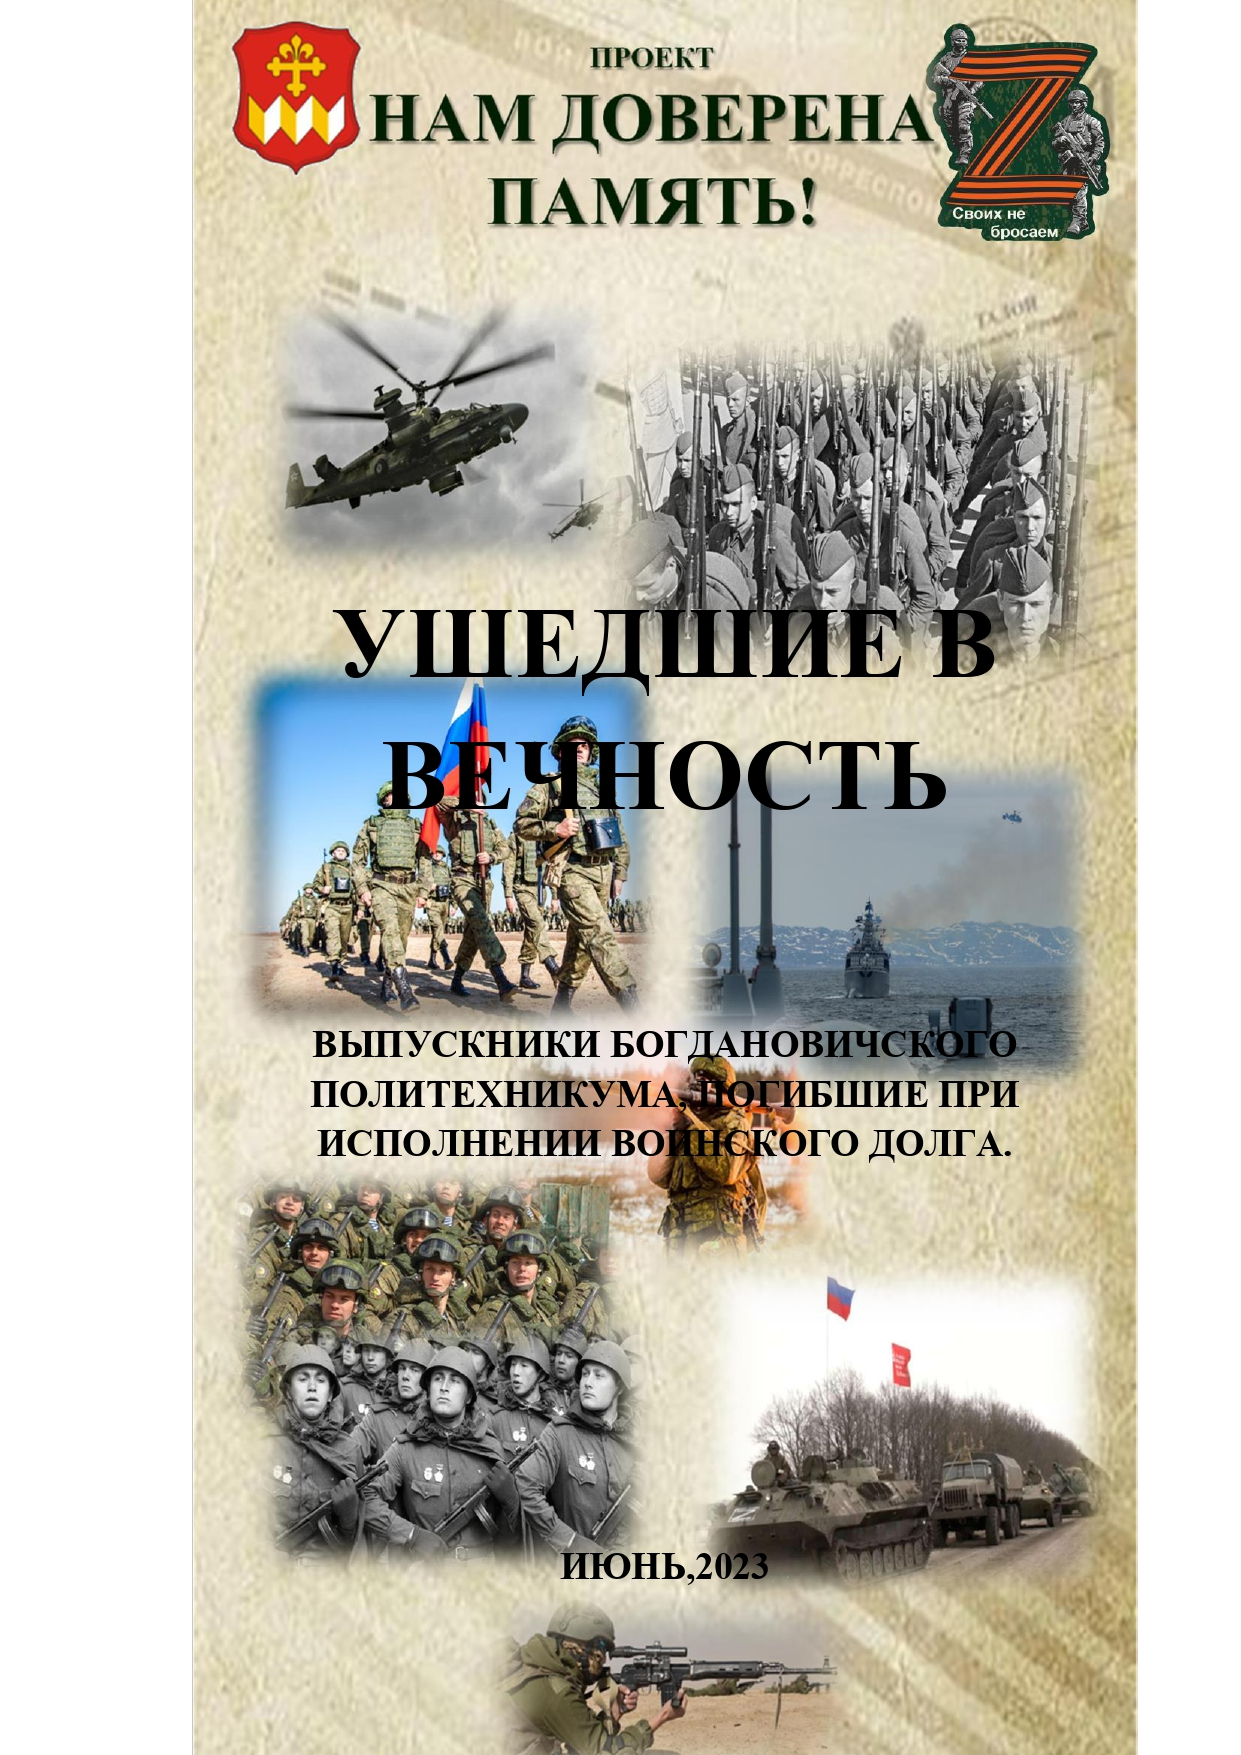 ПРОЕКТ
НАМ ДОВЕРЕНА
ПАМЯТЬ!
Своих не
бросаем
ТАЛОН
УШЕДШИЕ В
ВЕЧНОСТЬ
ВЫПУСКНИКИ БОГДАНОВИЧСКОГО
ПОЛИТЕХНИКУМА, ПОГИБШИЕ ПРИ
ИСПОЛНЕНИИ ВОИНСКОГО ДОЛГА.
ИЮНЬ,2023